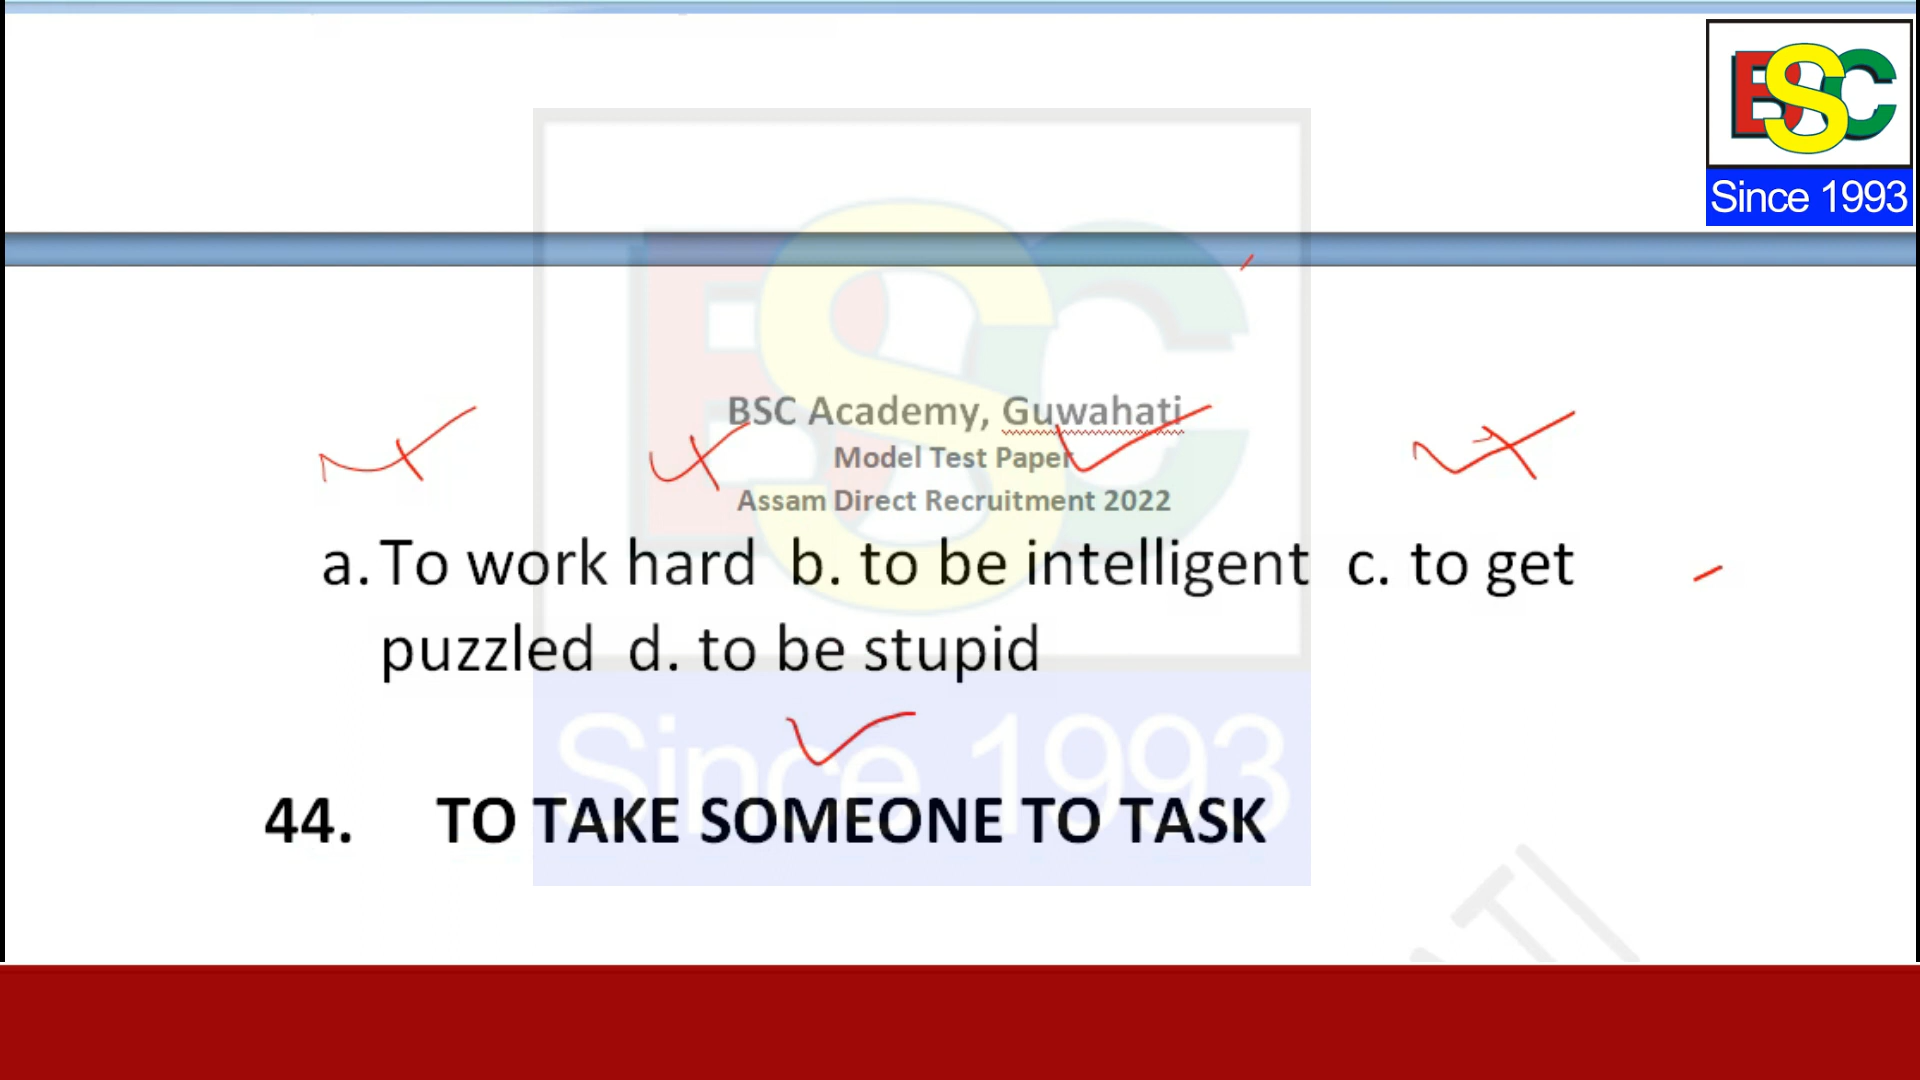 BSC
Since 1993
BSC Academy, Guwahati
Model Test Paper
Assam Direct Recruitment 2022
a. To work hard b. to be intelligent c. to get
puzzled d. to be stupid
Since 1993
44. TO TAKE SOMEONE TO TASK